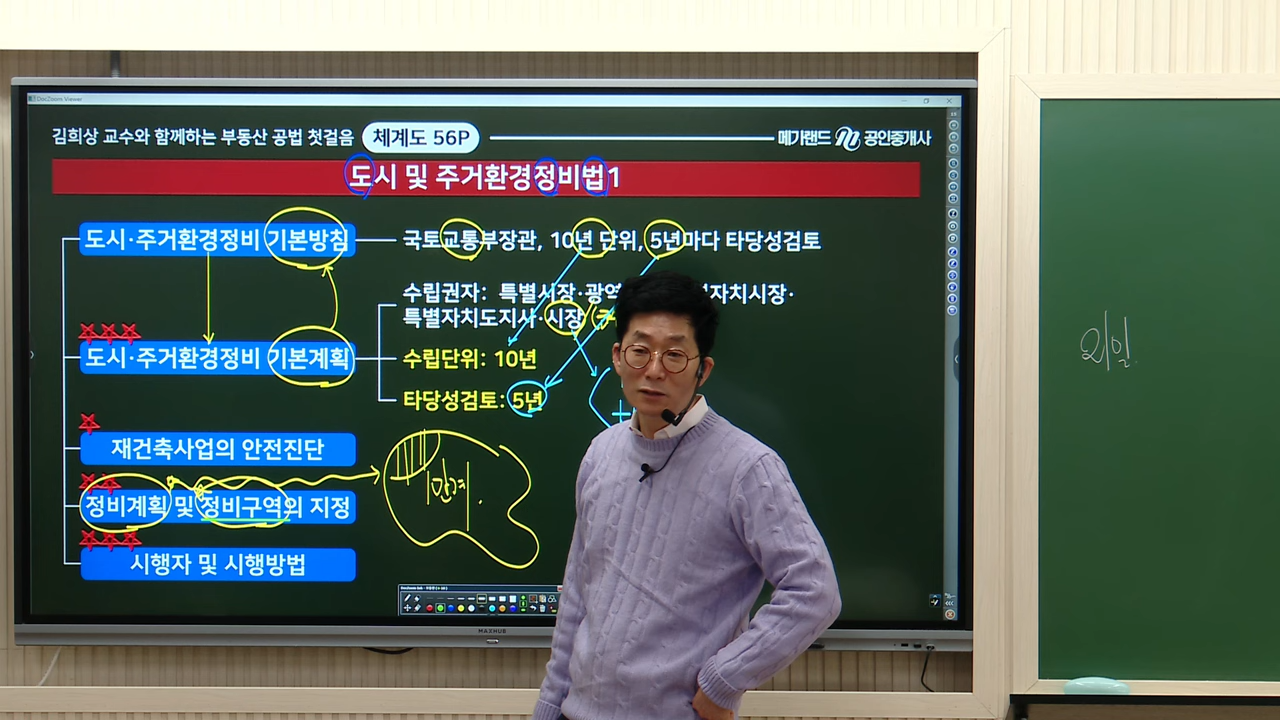 DocZoom Viewer
김희상 교수와 함께하는 부동산 공법 첫걸음 체계도 56P 메가랜드 공인중개사
도시 및 주거환경정비법1
도시·주거환경정비 기본방침
국토교통부장관, 10년 단위, 5년마다 타당성검토
수립권자: 특별시장·광역 자치시장·
특별자치도지사·시장
도시·주거환경정비 기본계획
수립단위: 10년
타당성검토: 5년
재건축사업의 안전진단
정비계획 및 정비구역의 지정
시행자 및 시행방법
MAXHUB